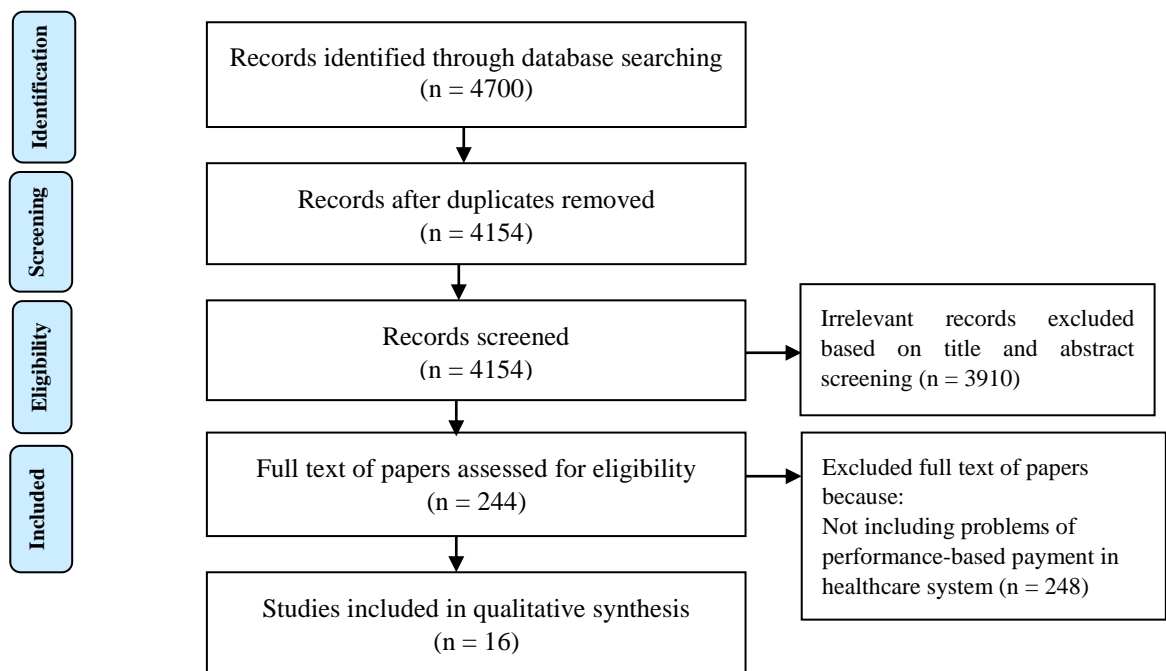 Identification
Records identified through database searching
(n = 4700)
Screening
Records after duplicates removed
(n = 4154)
Eligibility
Records screened
(n = 4154)
Irrelevant records excluded
based on title and abstract
screening (n = 3910)
Included
Full text of papers assessed for eligibility
(n = 244)
Excluded full text of papers
because:
Not including problems of
performance-based payment in
healthcare system (n = 248)
Studies included in qualitative synthesis
(n = 16)